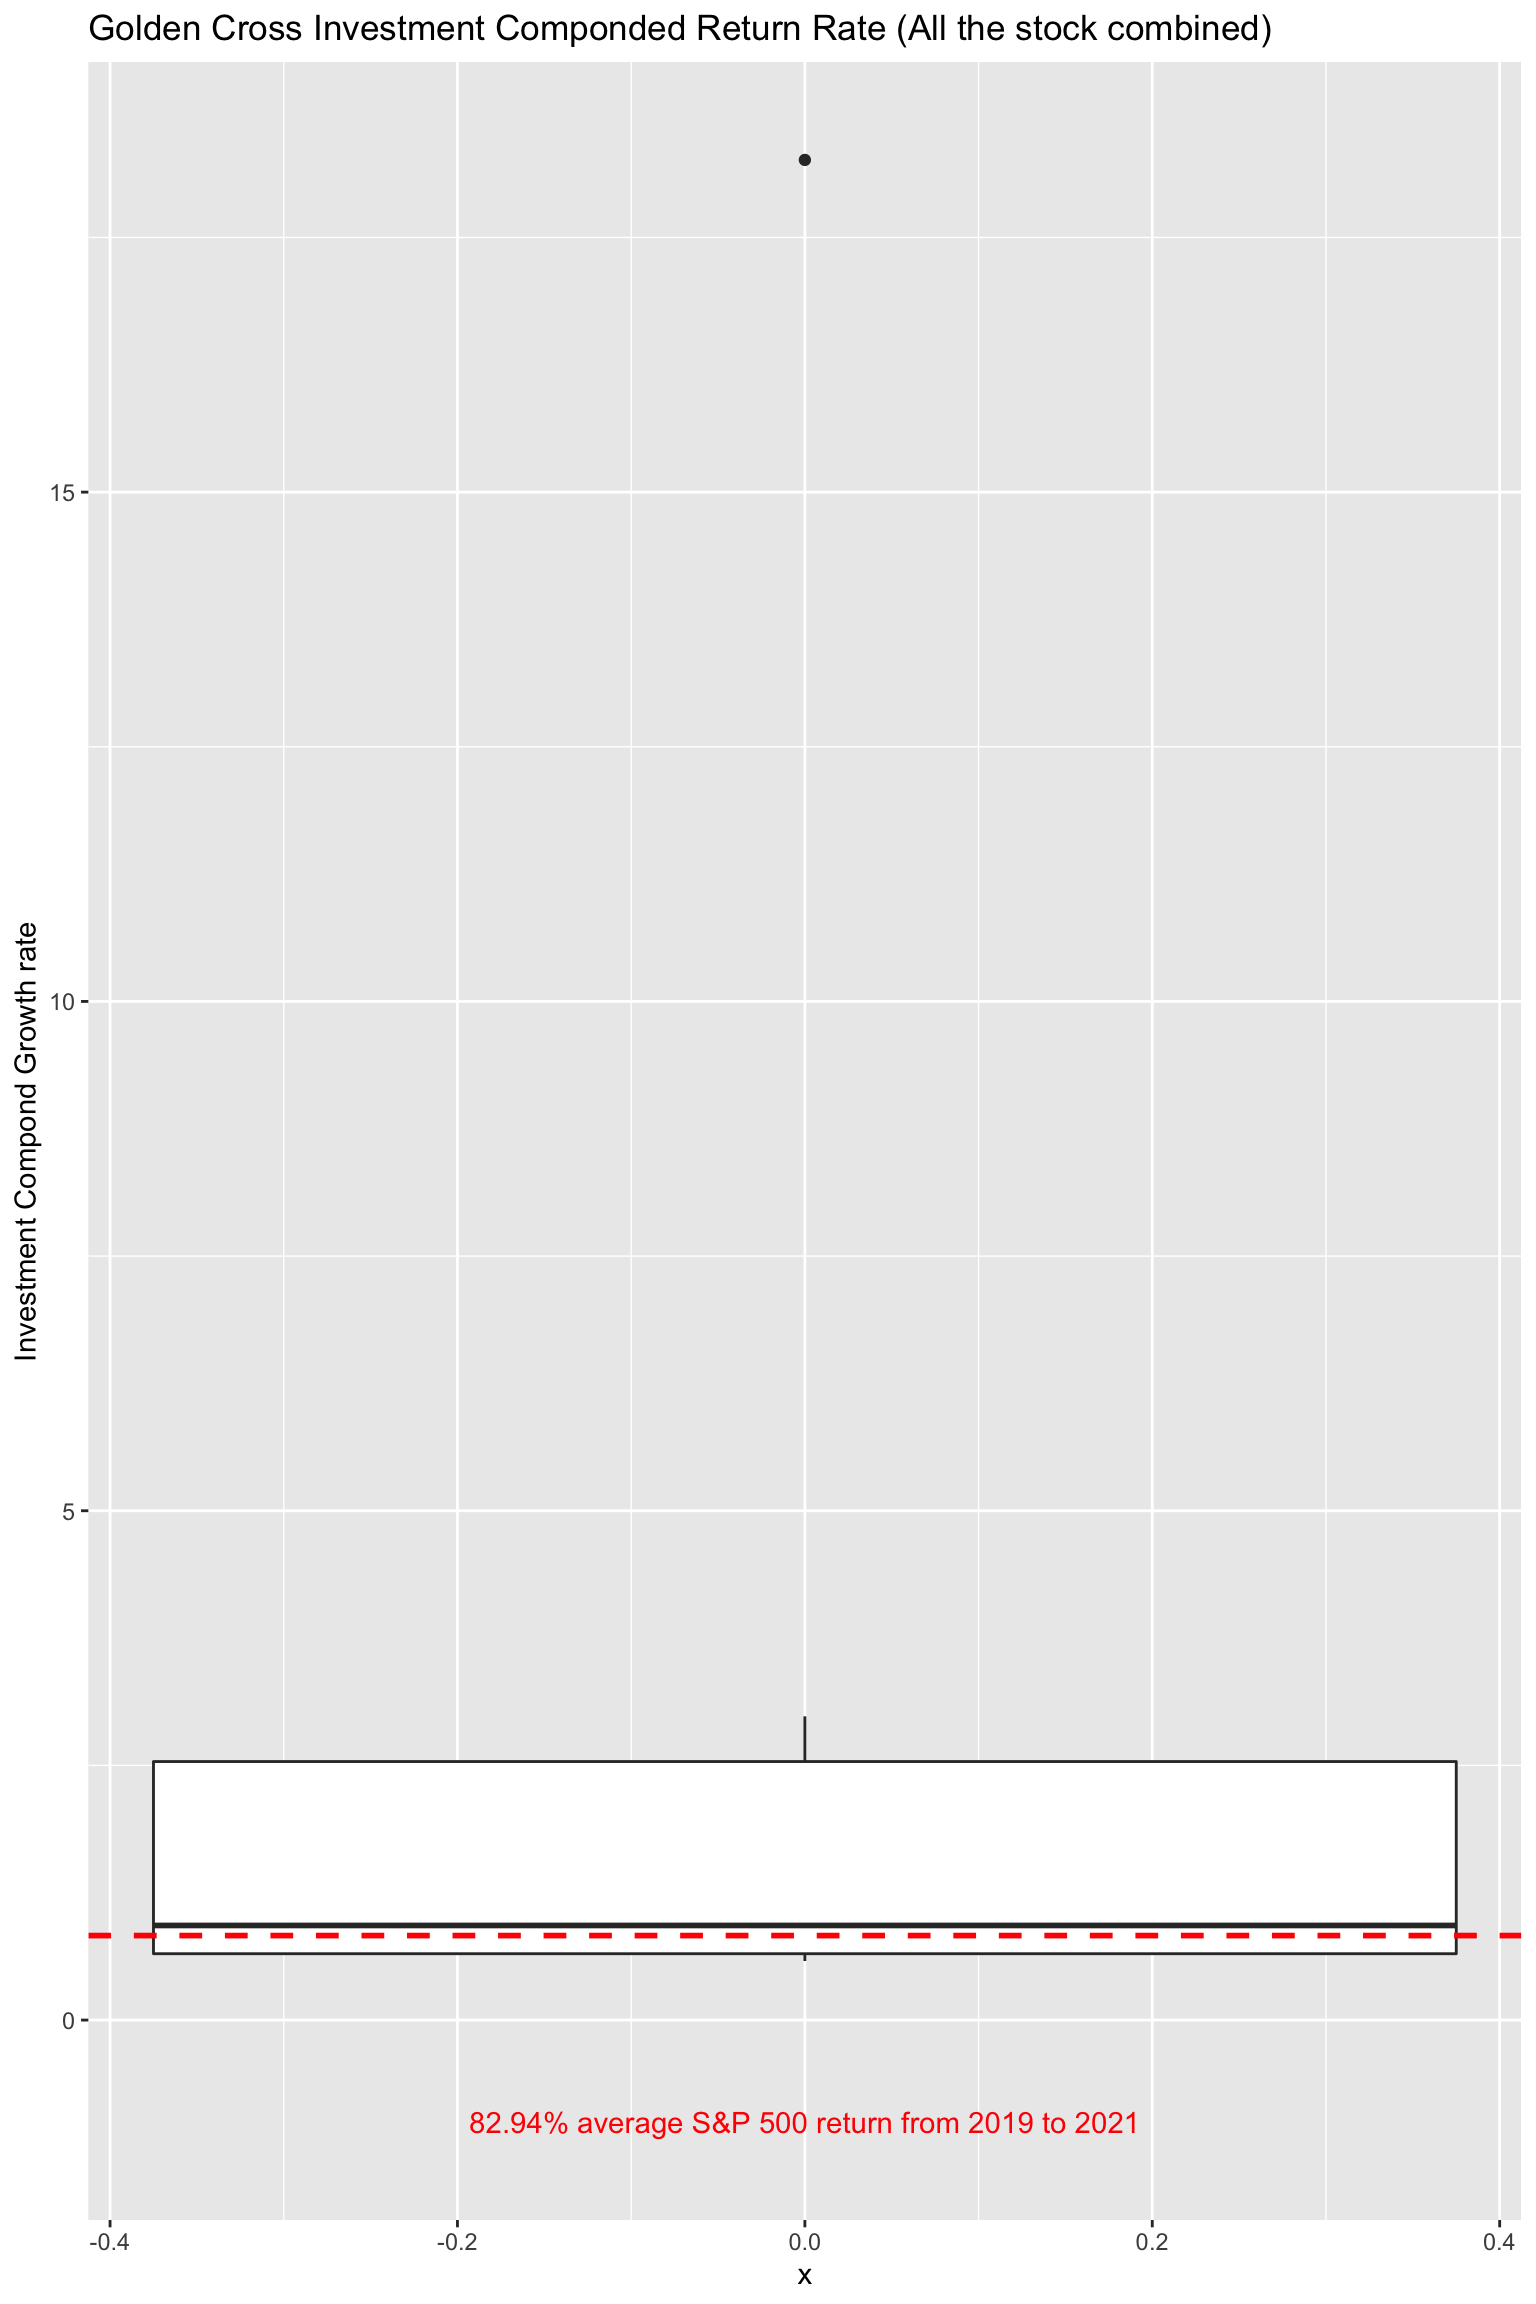 Golden Cross Investment Componded Return Rate (All the stock combined)
Investment Compond Growth rate
15
10
5
0
82.94% average S&P 500 return from 2019 to 2021
-0.4
-0.2
0.0
0.2
0.4
x